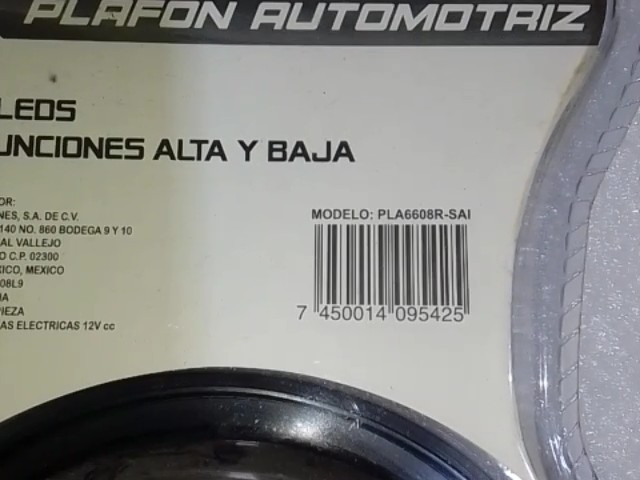 PLAFON AUTOMOTRIZ
LEDS
UNCIONES ALTA Y BAJA
OR:
NES, S.A. DE C.V.
140 NO. 860 BODEGA 9 Y 10
AL VALLEJO
O C.P. 02300
XICO, MEXICO
08L9
IA
PIEZA
AS ELECTRICAS 12V cc
MODELO: PLA6608R-SAI
7 450014 095425